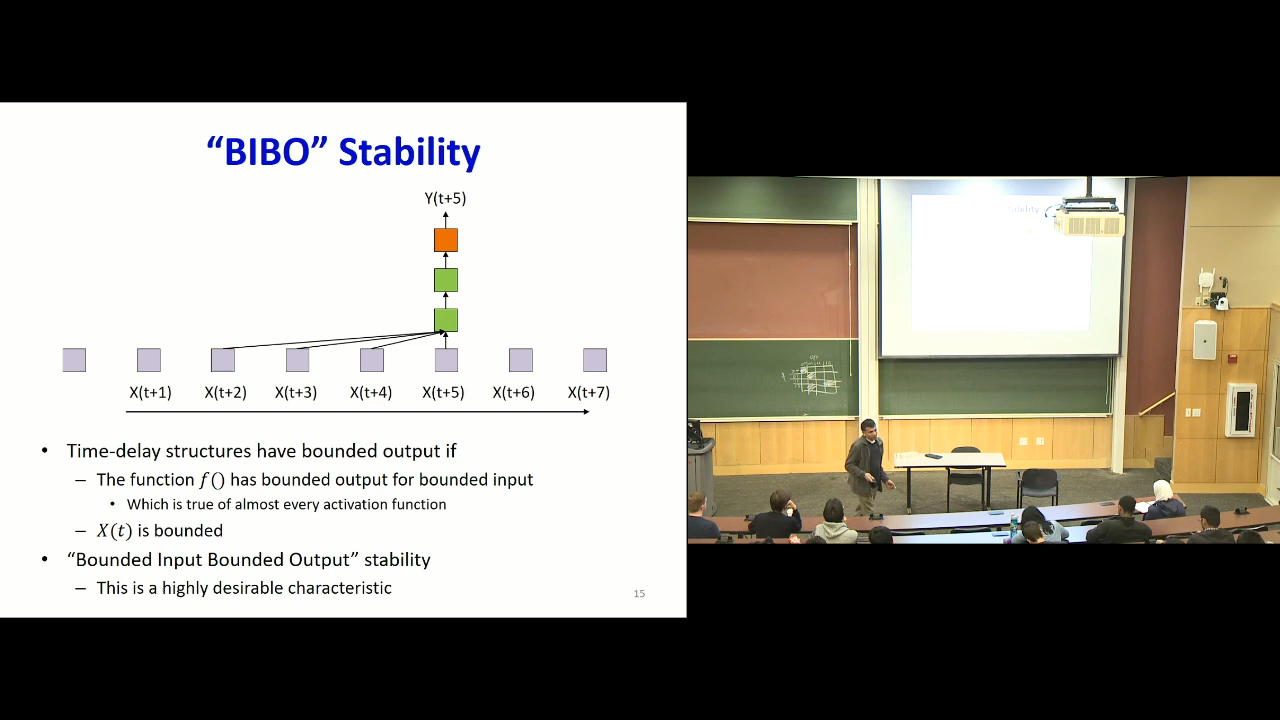 “BIBO” Stability
Y(t+5)
X(t+1) X(t+2) X(t+3) X(t+4) X(t+5) X(t+6) X(t+7)
• Time-delay structures have bounded output if
– The function f() has bounded output for bounded input
• Which is true of almost every activation function
– X(t) is bounded
• “Bounded Input Bounded Output” stability
– This is a highly desirable characteristic
15